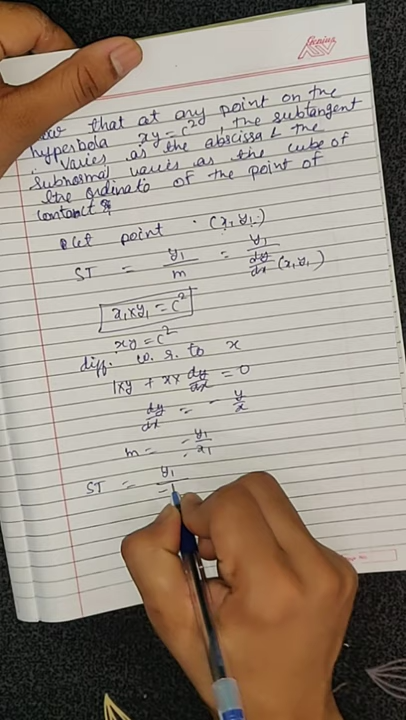 that at any point on the
hyperbola xy = c², the subtangent
varies as the abscissa & the
subnormal varies as the cube of
the ordinate of the point of
contact
Let point (x₁ y₁)
ST = y₁/m = y₁/(dy/dx (x₁, y₁))
x₁ x y₁ = c²
xy = c²
diff. w. r. to x
1xy + x x dy/dx = 0
dy/dx = - y/x
m = - y₁/x₁
ST = y₁/-